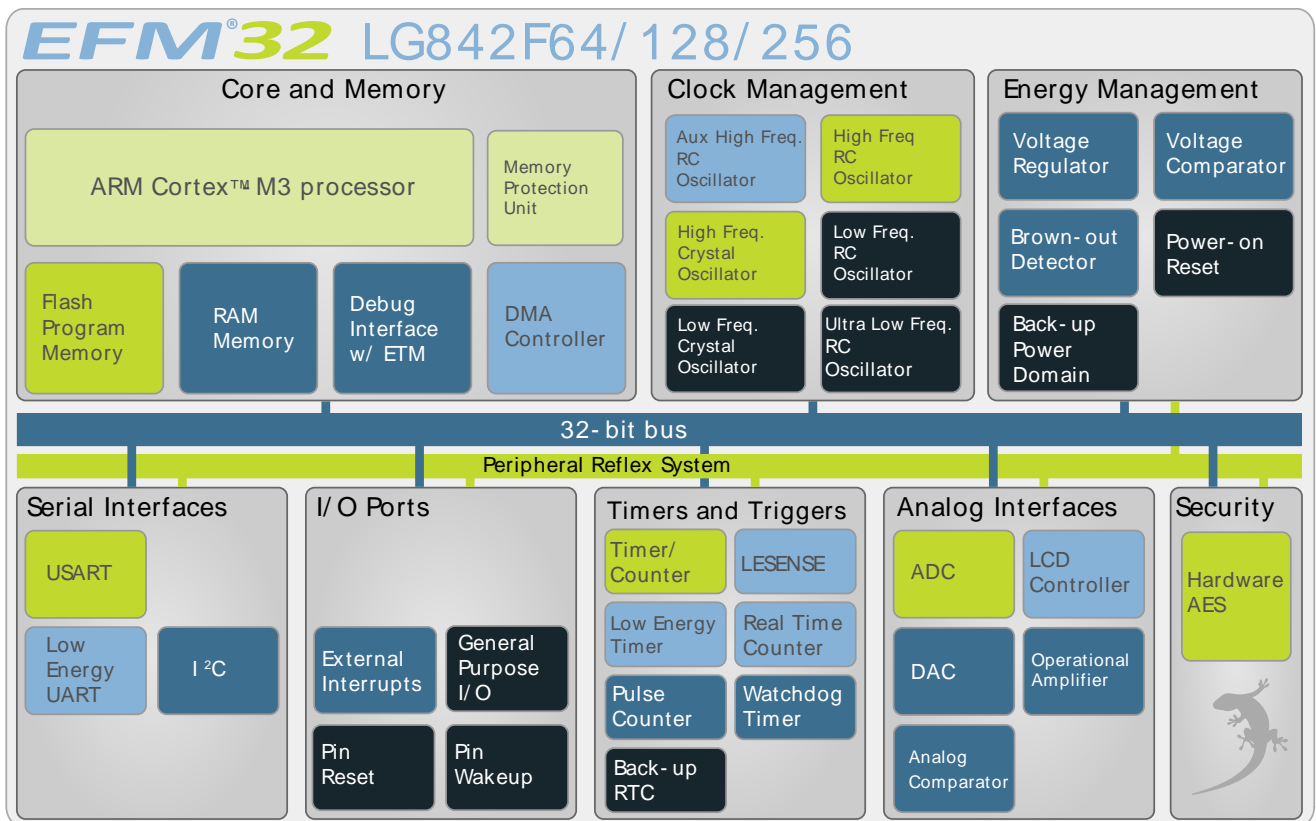 EFM®32 LG842F64/128/256
Core and Memory
ARM Cortex™ M3 processor
Memory
Protection
Unit
Flash
Program
Memory
RAM
Memory
Debug
Interface
w/ ETM
DMA
Controller
Clock Management
Aux High Freq.
RC
Oscillator
High Freq
RC
Oscillator
High Freq.
Crystal
Oscillator
Low Freq.
RC
Oscillator
Low Freq.
Crystal
Oscillator
Ultra Low Freq.
RC
Oscillator
Energy Management
Voltage
Regulator
Voltage
Comparator
Brown-out
Detector
Power-on
Reset
Back-up
Power
Domain
32-bit bus
Peripheral Reflex System
Serial Interfaces
USART
Low
Energy
UART
I²C
I/O Ports
External
Interrupts
General
Purpose
I/O
Pin
Reset
Pin
Wakeup
Timers and Triggers
Timer/
Counter
LESENSE
Low Energy
Timer
Real Time
Counter
Pulse
Counter
Watchdog
Timer
Back-up
RTC
Analog Interfaces
ADC
LCD
Controller
DAC
Operational
Amplifier
Analog
Comparator
Security
Hardware
AES